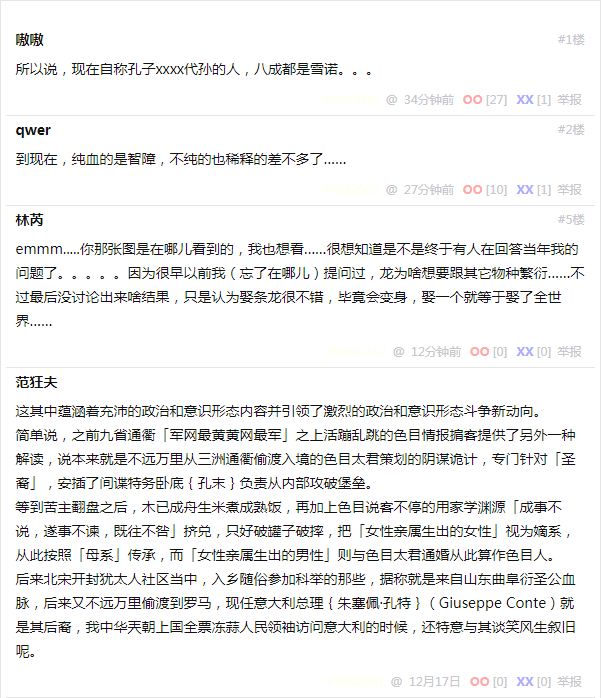 嗷嗷 #1楼
所以说，现在自称孔子xxxx代孙的人，八成都是雪诺。。。
@ 34分钟前 OO [27] XX [1] 举报
qwer #2楼
到现在，纯血的是智障，不纯的也稀释的差不多了......
@ 27分钟前 OO [10] XX [1] 举报
林芮 #5楼
emmm.....你那张图是在哪儿看到的，我也想看......很想知道是不是终于有人在回答当年我的
问题了。。。。。因为很早以前我（忘了在哪儿）提问过，龙为啥想要跟其它物种繁衍......不
过最后没讨论出来啥结果，只是认为娶条龙很不错，毕竟会变身，娶一个就等于娶了全世
界......
@ 12分钟前 OO [0] XX [0] 举报
范狂夫
这其中蕴涵着充沛的政治和意识形态内容并引领了激烈的政治和意识形态斗争新动向。
简单说，之前九省通衢「军网最黄黄网最军」之上活蹦乱跳的色目情报掮客提供了另外一种
解读，说本来就是不远万里从三洲通衢偷渡入境的色目太君策划的阴谋诡计，专门针对「圣
裔」，安插了间谍特务卧底｛孔末｝负责从内部攻破堡垒。
等到苦主翻盘之后，木已成舟生米煮成熟饭，再加上色目说客不停的用家学渊源「成事不
说，遂事不谏，既往不咎」挤兑，只好破罐子破摔，把「女性亲属生出的女性」视为嫡系，
从此按照「母系」传承，而「女性亲属生出的男性」则与色目太君通婚从此算作色目人。
后来北宋开封犹太人社区当中，入乡随俗参加科举的那些，据称就是来自山东曲阜衍圣公血
脉，后来又不远万里偷渡到罗马，现任意大利总理｛朱塞佩·孔特｝（Giuseppe Conte）就
是其后裔，我中华天朝上国全票冻蒜人民领袖访问意大利的时候，还特意与其谈笑风生叙旧
呢。
@ 12月17日 OO [0] XX [0] 举报